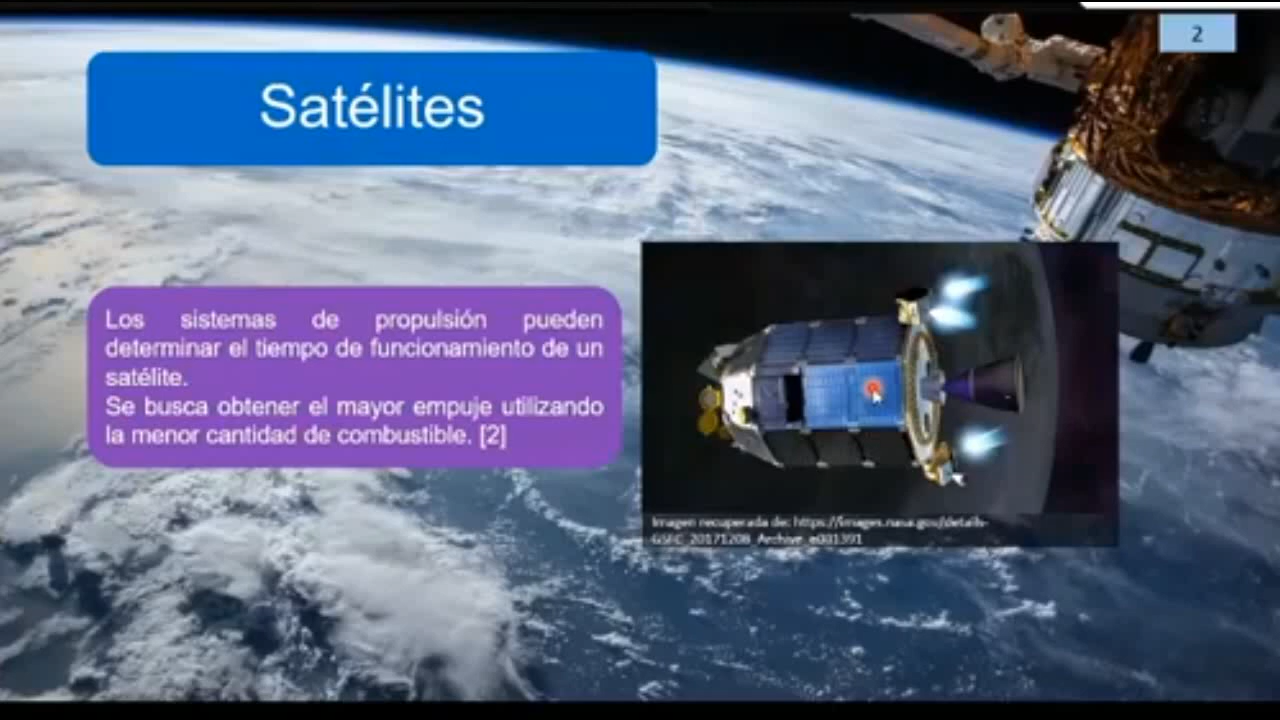 2
Satélites
Los sistemas de propulsión pueden
determinar el tiempo de funcionamiento de un
satélite.
Se busca obtener el mayor empuje utilizando
la menor cantidad de combustible. [2]
Imagen recuperada de: https://images.nasa.gov/details-
GSFC_20171208_Archive_e001391